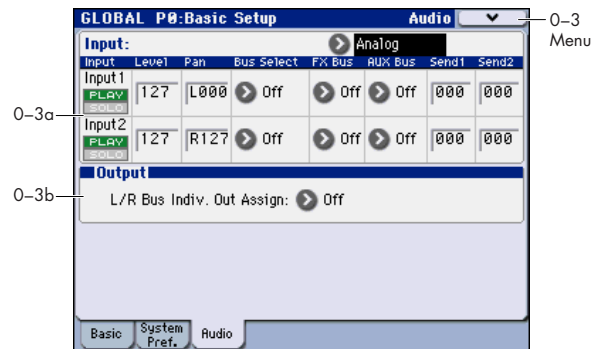 GLOBAL P0:Basic Setup Audio
0–3
Menu
Input: Analog
Input Level Pan Bus Select FX Bus AUX Bus Send1 Send2
Input1
PLAY 127 L000 Off Off Off 000 000
SOLO
0–3a
Input2
PLAY 127 R127 Off Off Off 000 000
SOLO
Output
0–3b
L/R Bus Indiv. Out Assign: Off
Basic System Pref. Audio